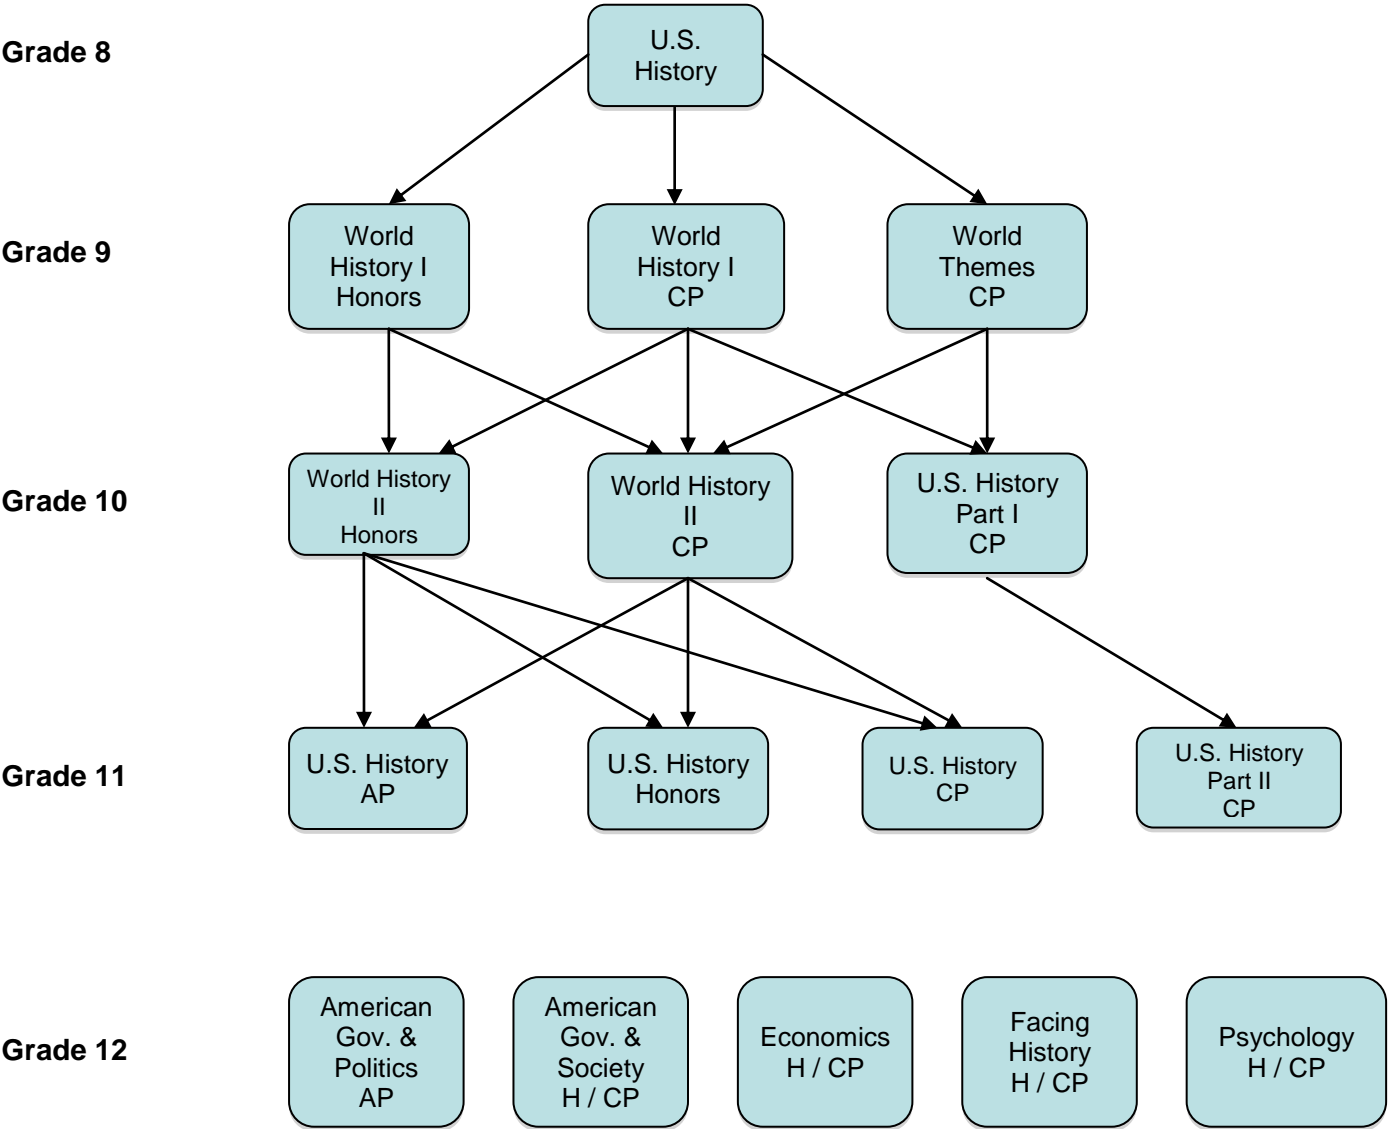 Grade 8
U.S.
History
Grade 9
World
History I
Honors
World
History I
CP
World
Themes
CP
Grade 10
World History
II
Honors
World History
II
CP
U.S. History
Part I
CP
Grade 11
U.S. History
AP
U.S. History
Honors
U.S. History
CP
U.S. History
Part II
CP
Grade 12
American
Gov. &
Politics
AP
American
Gov. &
Society
H / CP
Economics
H / CP
Facing
History
H / CP
Psychology
H / CP